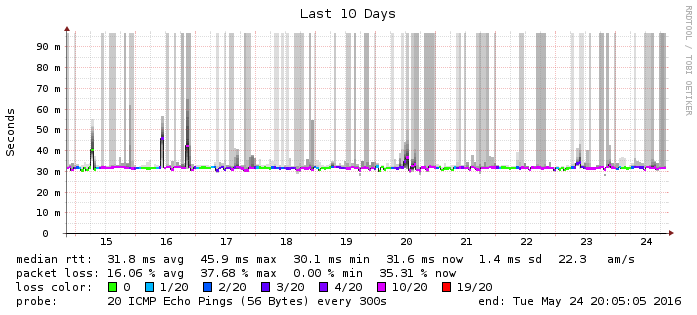 Last 10 Days
RRDTOOL / TOBI OETIKER
Seconds
90 m
80 m
70 m
60 m
50 m
40 m
30 m
20 m
10 m
0
15 16 17 18 19 20 21 22 23 24
median rtt: 31.8 ms avg 45.9 ms max 30.1 ms min 31.6 ms now 1.4 ms sd 22.3 am/s
packet loss: 16.06 % avg 37.68 % max 0.00 % min 35.31 % now
loss color: 0 1/20 2/20 3/20 4/20 10/20 19/20
probe: 20 ICMP Echo Pings (56 Bytes) every 300s end: Tue May 24 20:05:05 2016